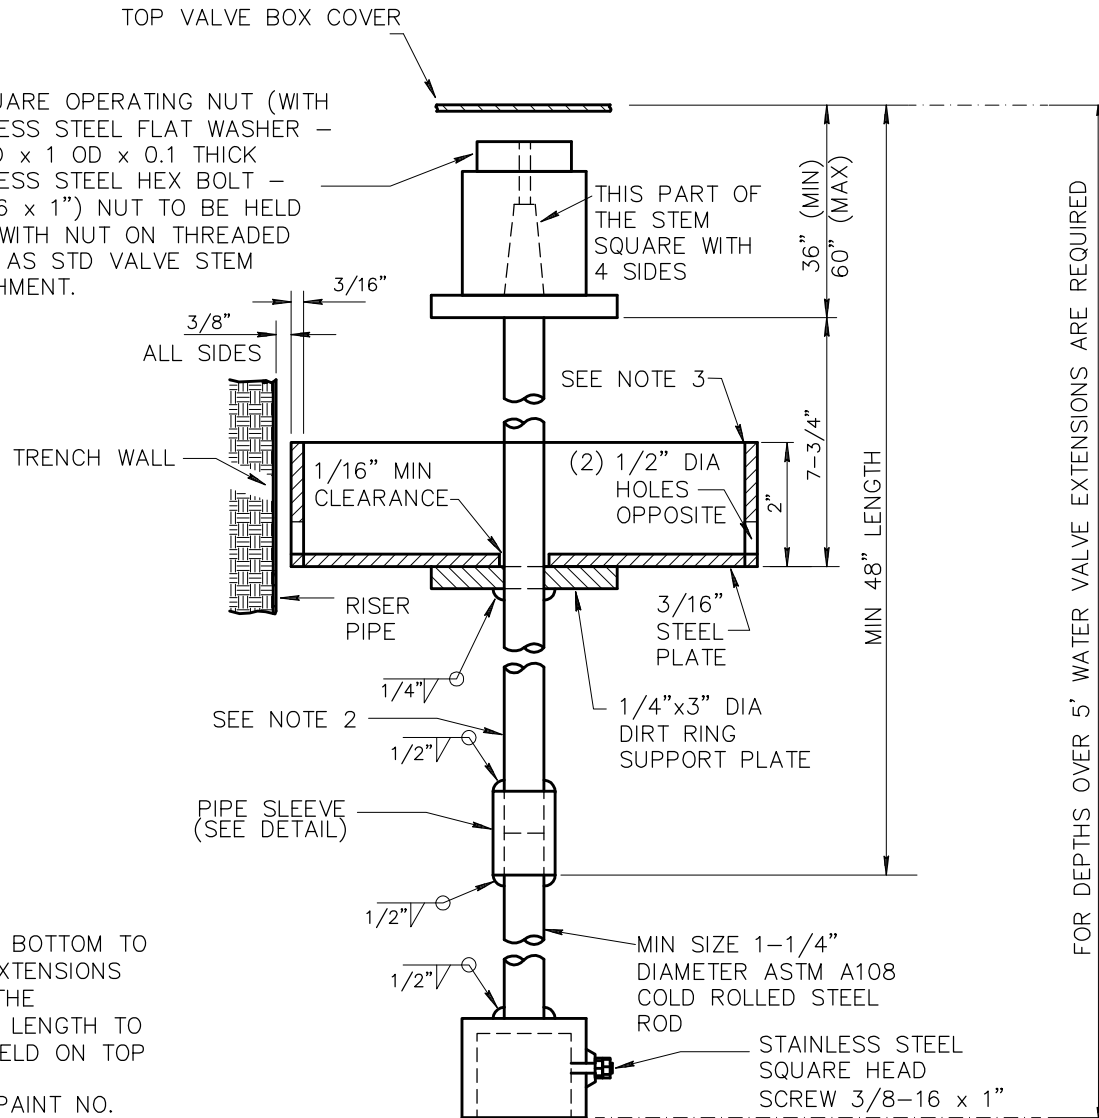 TOP VALVE BOX COVER
UARE OPERATING NUT (WITH
ESS STEEL FLAT WASHER –
x 1 OD x 0.1 THICK
ESS STEEL HEX BOLT –
6 x 1") NUT TO BE HELD
WITH NUT ON THREADED
AS STD VALVE STEM
HMENT.
THIS PART OF
THE STEM
SQUARE WITH
4 SIDES
36" (MIN)
60" (MAX)
3/16"
3/8"
ALL SIDES
SEE NOTE 3
7-3/4"
TRENCH WALL
1/16" MIN
CLEARANCE
(2) 1/2" DIA
HOLES
OPPOSITE
2"
MIN 48" LENGTH
FOR DEPTHS OVER 5' WATER VALVE EXTENSIONS ARE REQUIRED
RISER
PIPE
3/16"
STEEL
PLATE
1/4"
1/4"x3" DIA
DIRT RING
SUPPORT PLATE
SEE NOTE 2
1/2"
PIPE SLEEVE
(SEE DETAIL)
1/2"
BOTTOM TO
XTENSIONS
THE
LENGTH TO
ELD ON TOP
PAINT NO.
1/2"
MIN SIZE 1-1/4"
DIAMETER ASTM A108
COLD ROLLED STEEL
ROD
STAINLESS STEEL
SQUARE HEAD
SCREW 3/8-16 x 1"